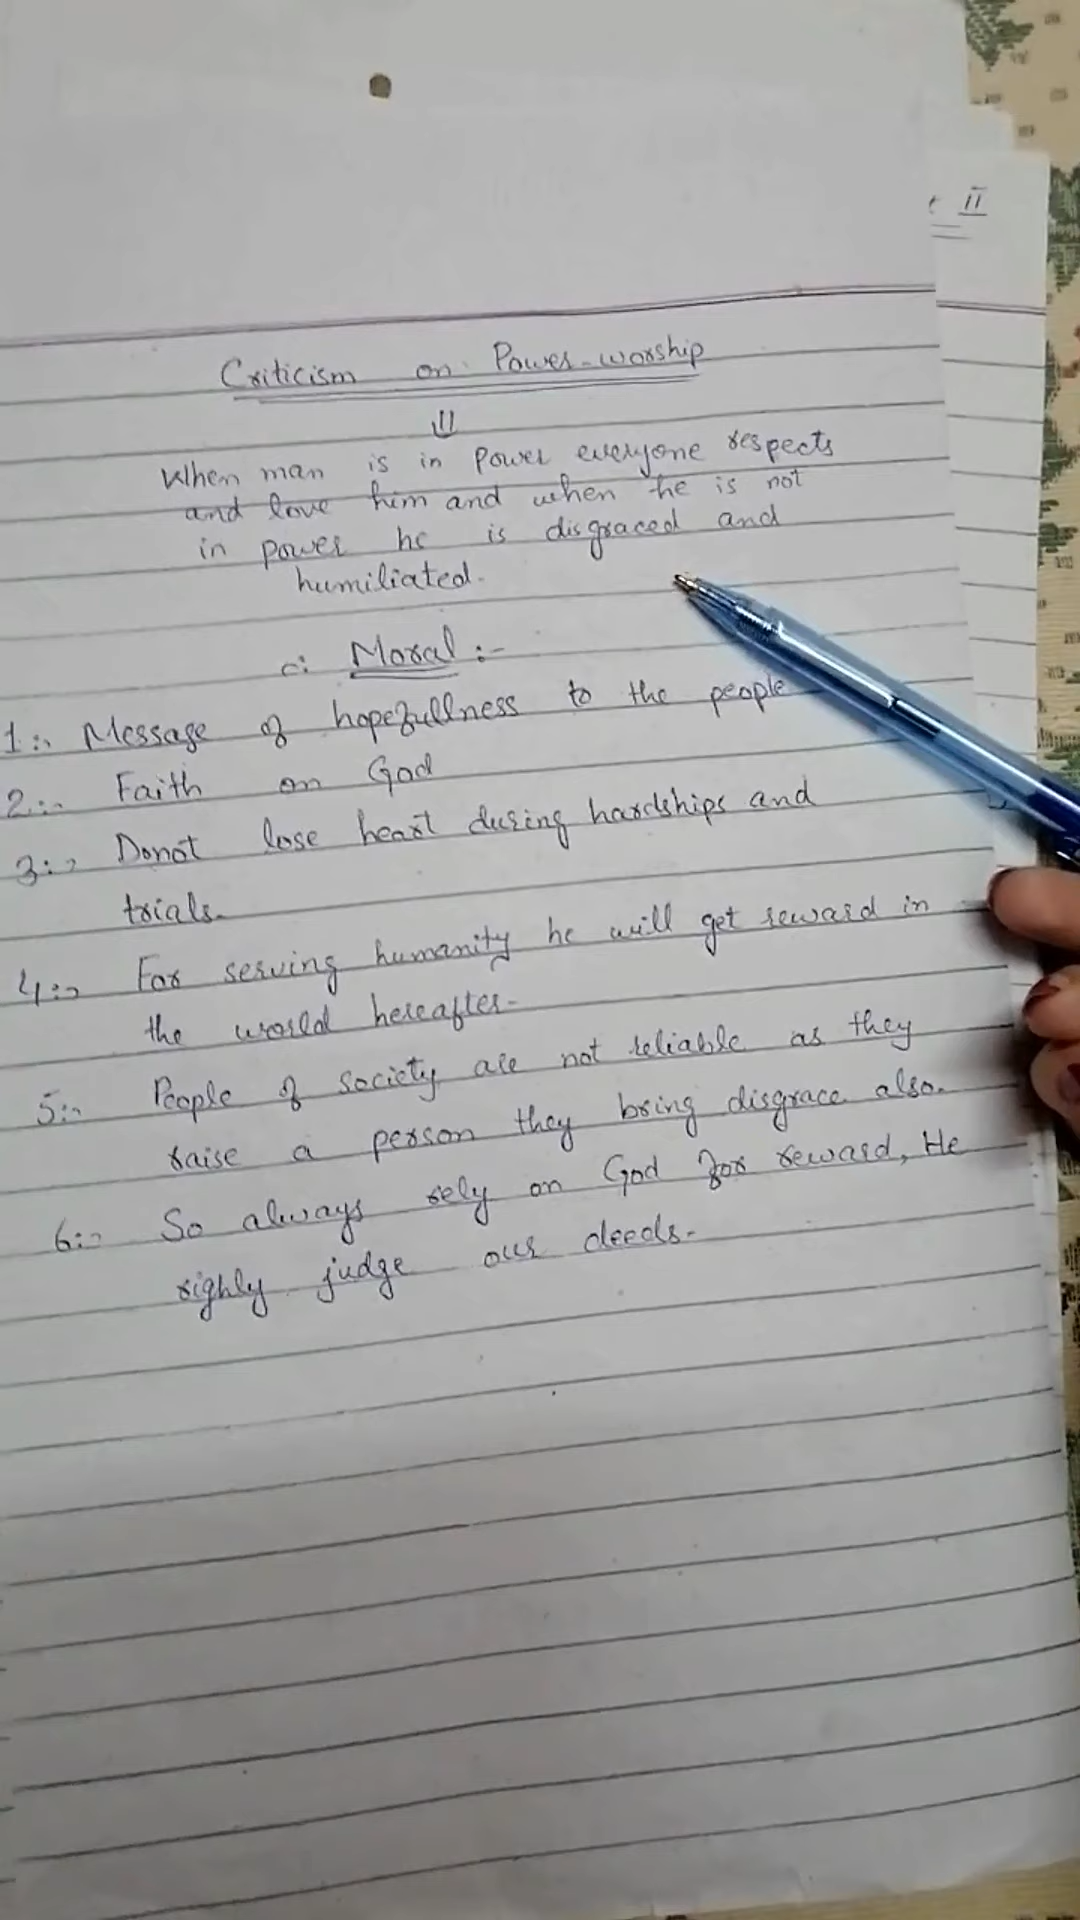 II
Criticism on Power-worship
⇓
When man is in power everyone respects
and love him and when he is not
in power he is disgraced and
humiliated.
c: Moral :-
1:. Message of hopefullness to the people
2:. Faith on God
3:. Donot lose heart during hardships and
trials.
4:. For serving humanity he will get reward in
the world hereafter.
5:. People of society are not reliable as they
raise a person they bring disgrace also.
6:. So always rely on God for reward, He
righly judge our deeds.